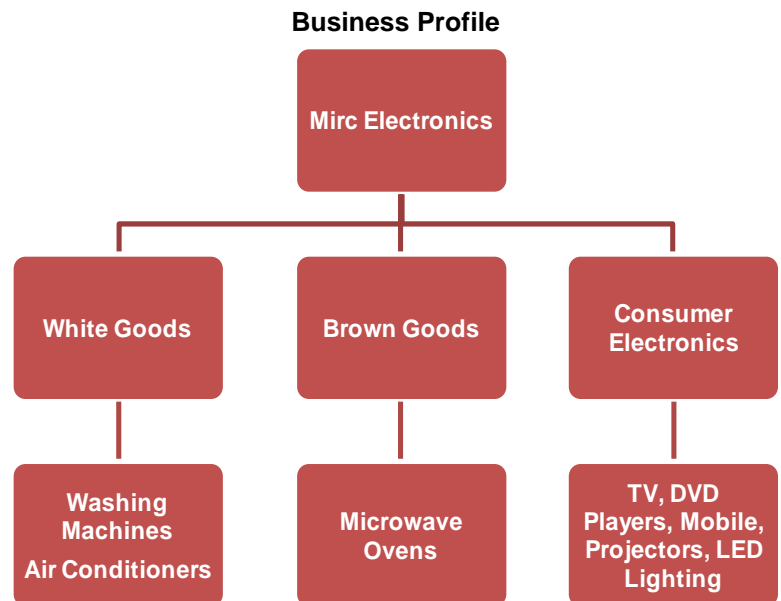 Business Profile
Mirc Electronics
White Goods
Brown Goods
Consumer
Electronics
Washing
Machines
Air Conditioners
Microwave
Ovens
TV, DVD
Players, Mobile,
Projectors, LED
Lighting